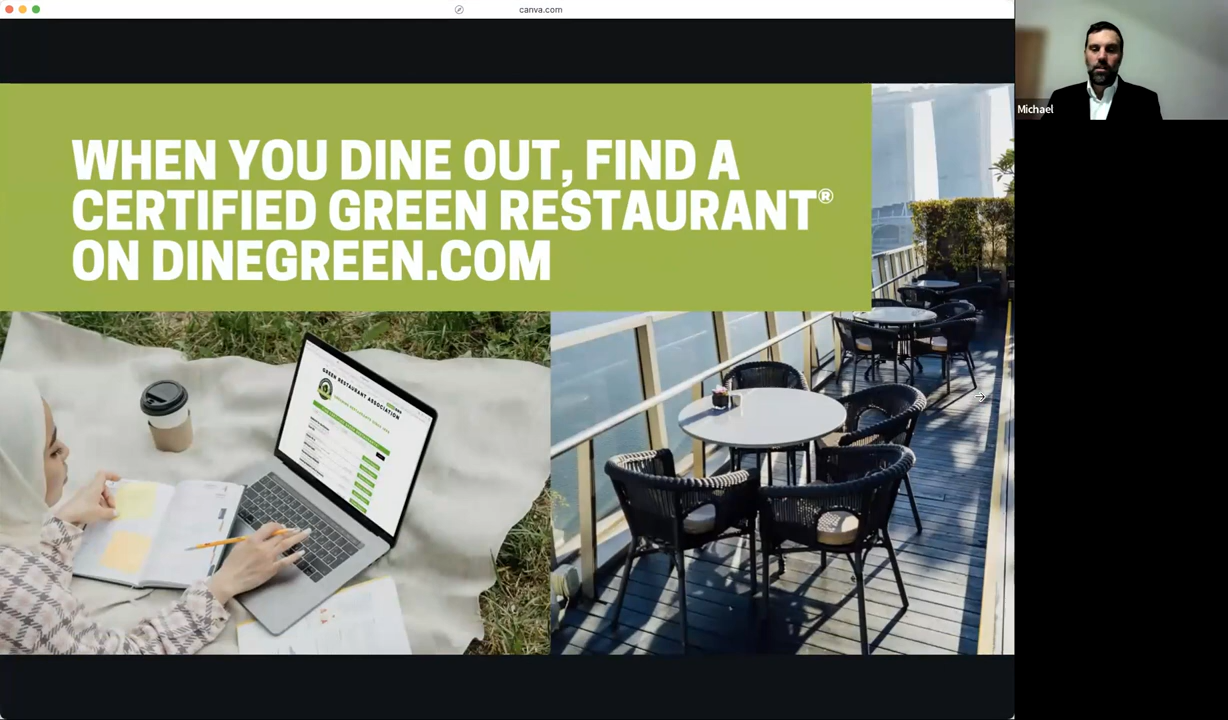 canva.com
Michael
WHEN YOU DINE OUT, FIND A
CERTIFIED GREEN RESTAURANT®
ON DINEGREEN.COM
GREEN RESTAURANT ASSOCIATION